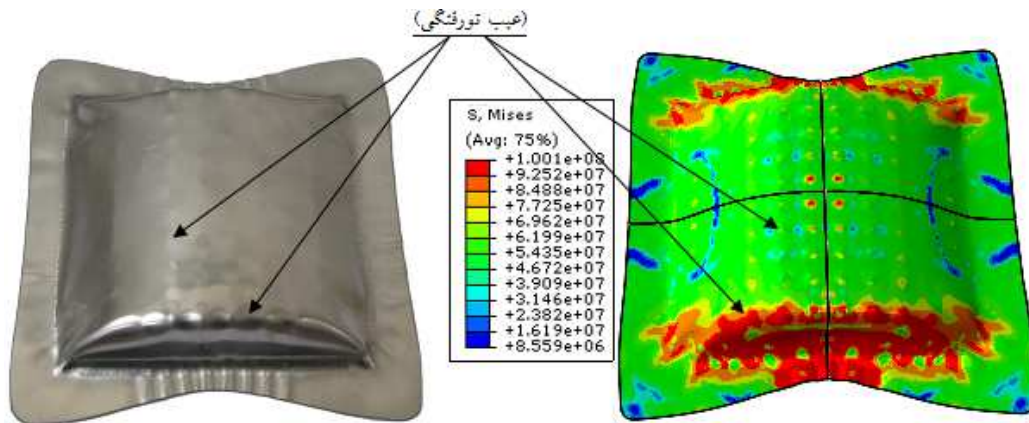 (عیب تورفتگی)
S, Mises
(Avg: 75%)
+1.001e+08
+9.252e+07
+8.488e+07
+7.725e+07
+6.962e+07
+6.199e+07
+5.435e+07
+4.672e+07
+3.909e+07
+3.146e+07
+2.382e+07
+1.619e+07
+8.559e+06